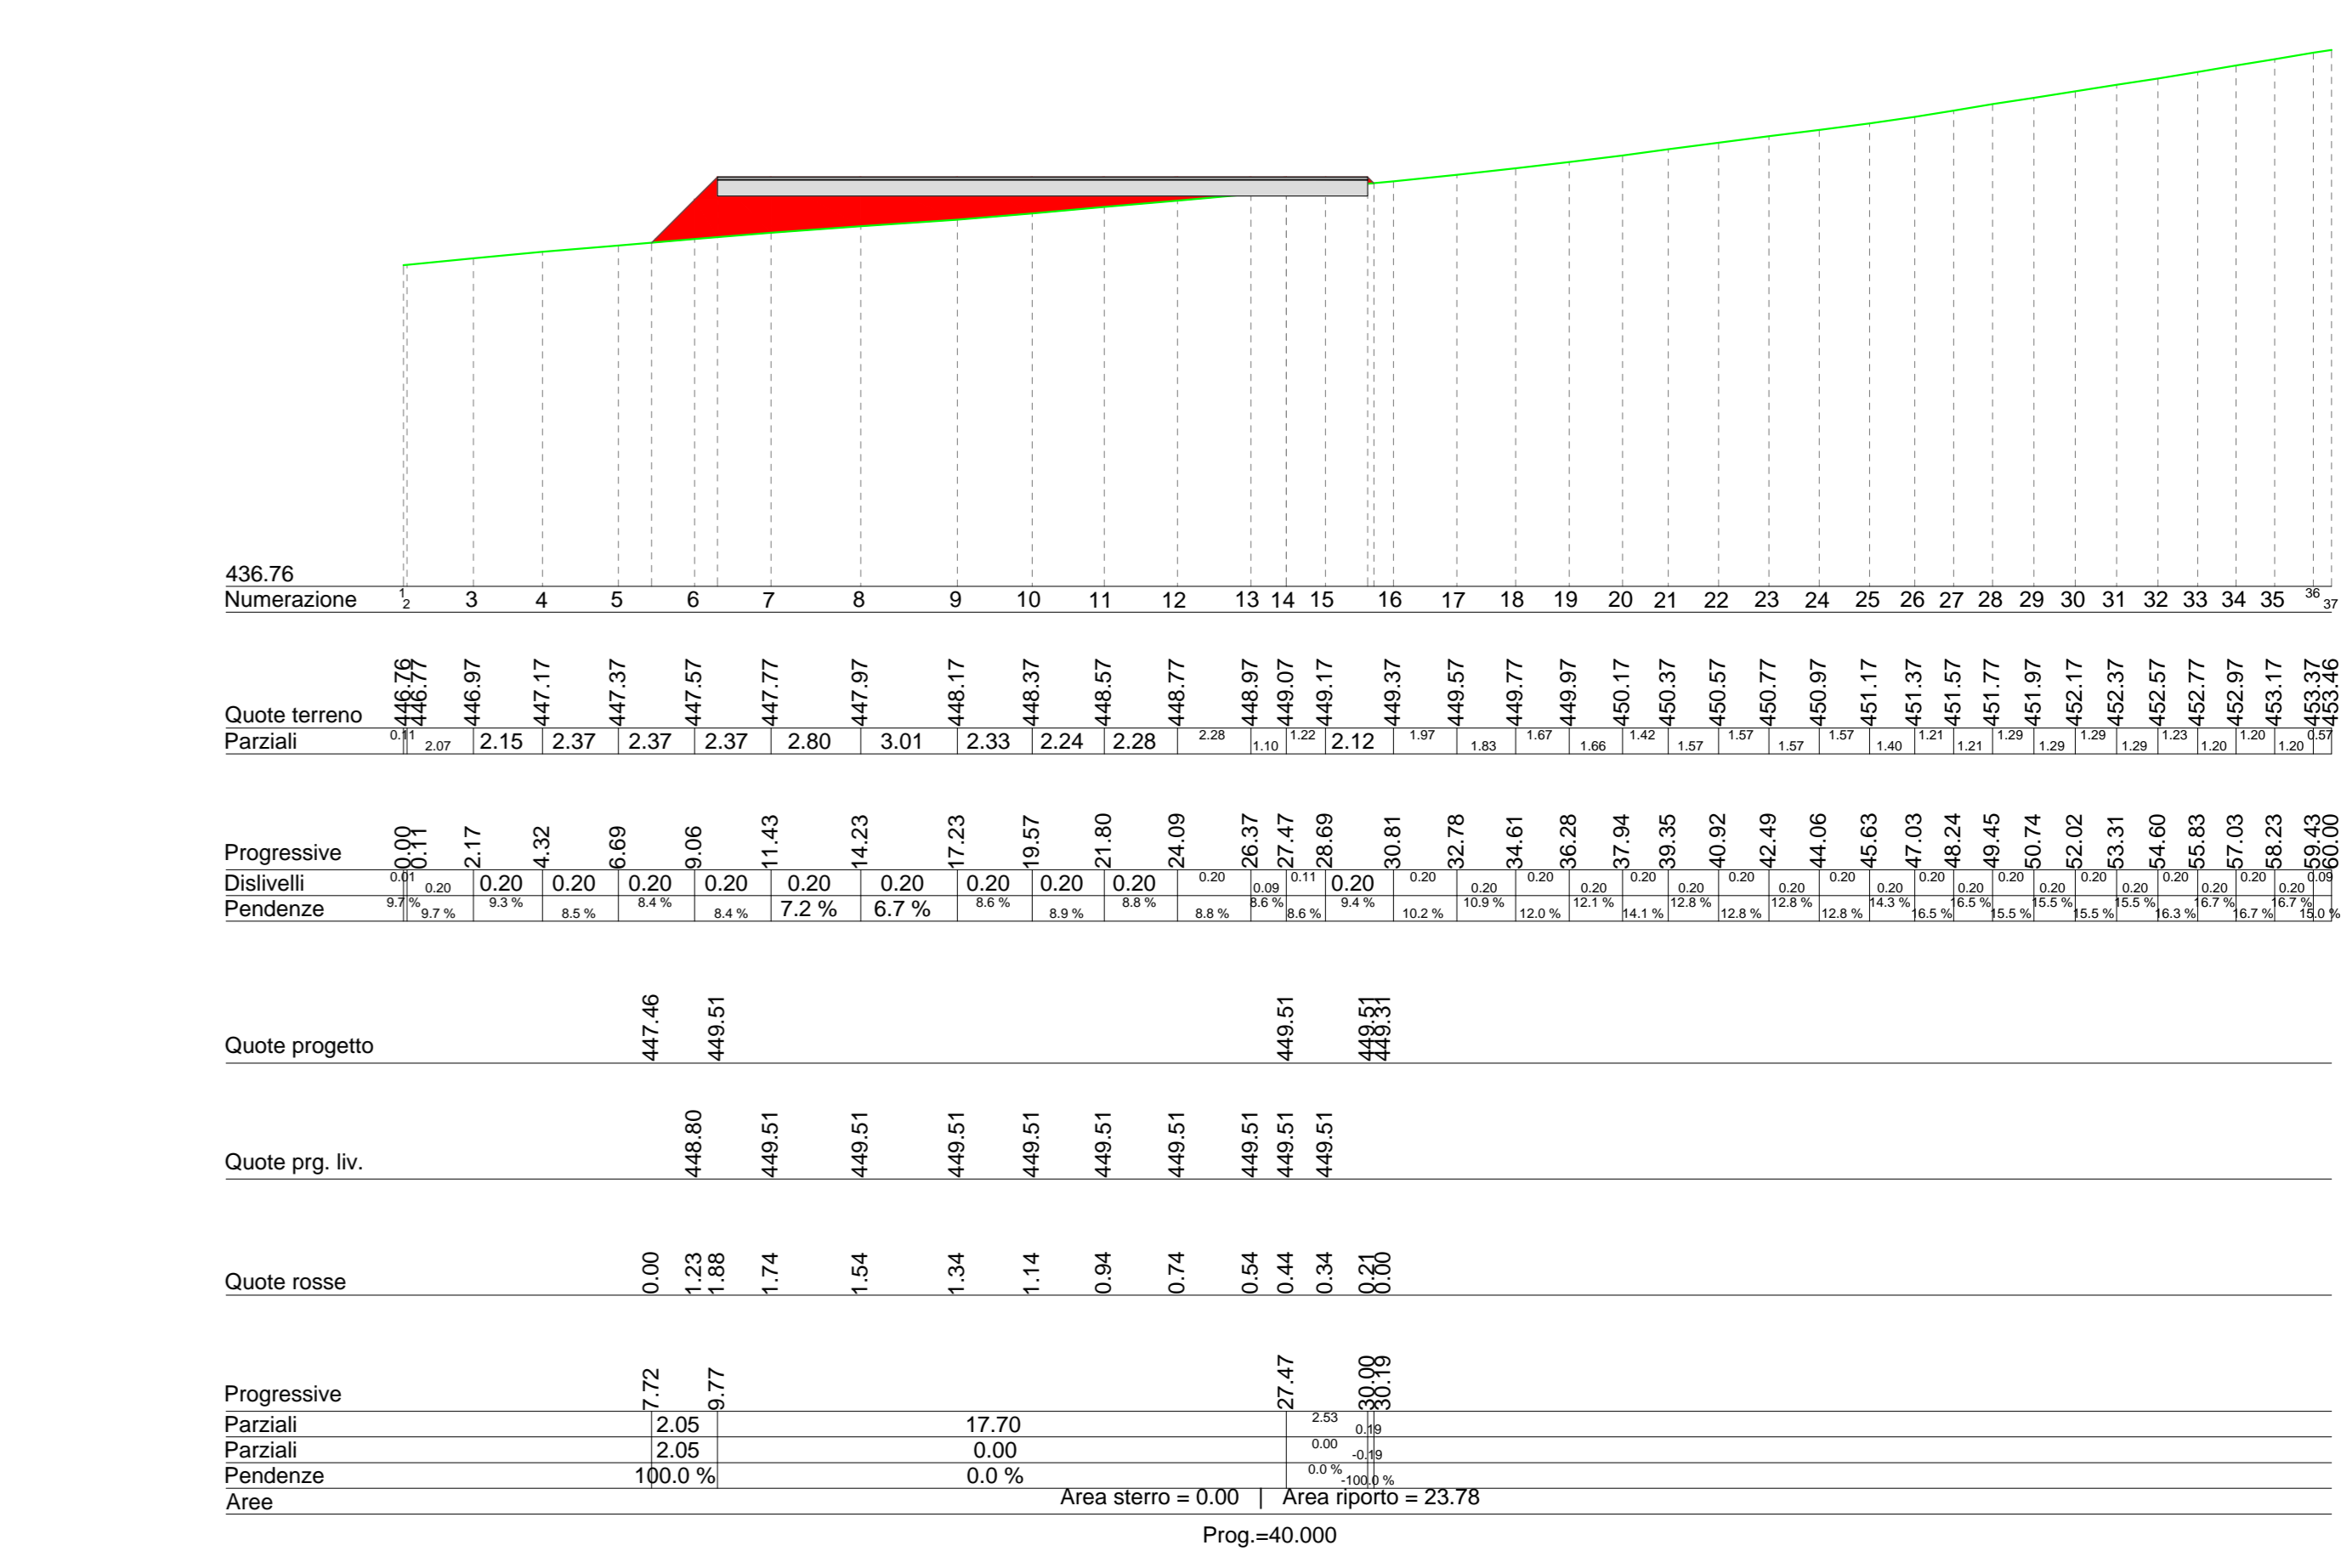 436.76
Numerazione 1 2 3 4 5 6 7 8 9 10 11 12 13 14 15 16 17 18 19 20 21 22 23 24 25 26 27 28 29 30 31 32 33 34 35 36 37
Quote terreno 446.76 446.77 446.97 447.17 447.37 447.57 447.77 447.97 448.17 448.37 448.57 448.77 448.97 449.07 449.17 449.37 449.57 449.77 449.97 450.17 450.37 450.57 450.77 450.97 451.17 451.37 451.57 451.77 451.97 452.17 452.37 452.57 452.77 452.97 453.17 453.37 453.46
Parziali 0.11 2.07 2.15 2.37 2.37 2.37 2.80 3.01 2.33 2.24 2.28 2.28 1.10 1.22 2.12 1.97 1.83 1.67 1.66 1.42 1.57 1.57 1.57 1.57 1.40 1.21 1.21 1.29 1.29 1.29 1.29 1.23 1.20 1.20 1.20 0.57
Progressive 0.00 0.11 2.17 4.32 6.69 9.06 11.43 14.23 17.23 19.57 21.80 24.09 26.37 27.47 28.69 30.81 32.78 34.61 36.28 37.94 39.35 40.92 42.49 44.06 45.63 47.03 48.24 49.45 50.74 52.02 53.31 54.60 55.83 57.03 58.23 59.43 60.00
Dislivelli 0.01 0.20 0.20 0.20 0.20 0.20 0.20 0.20 0.20 0.20 0.20 0.20 0.09 0.11 0.20 0.20 0.20 0.20 0.20 0.20 0.20 0.20 0.20 0.20 0.20 0.20 0.20 0.20 0.20 0.20 0.20 0.20 0.20 0.20 0.20 0.09
Pendenze 9.7 % 9.7 % 9.3 % 8.5 % 8.4 % 8.4 % 7.2 % 6.7 % 8.6 % 8.9 % 8.8 % 8.8 % 8.6 % 8.6 % 9.4 % 10.2 % 10.9 % 12.0 % 12.1 % 14.1 % 12.8 % 12.8 % 12.8 % 12.8 % 14.3 % 16.5 % 16.5 % 15.5 % 15.5 % 15.5 % 15.5 % 16.3 % 16.7 % 16.7 % 16.7 % 15.0 %
Quote progetto 447.46 449.51 449.51 449.51 449.31
Quote prg. liv. 448.80 449.51 449.51 449.51 449.51 449.51 449.51 449.51 449.51 449.51
Quote rosse 0.00 1.23 1.88 1.74 1.54 1.34 1.14 0.94 0.74 0.54 0.44 0.34 0.21 0.00
Progressive 7.72 9.77 27.47 30.00 30.19
Parziali 2.05 17.70 2.53 0.19
Parziali 2.05 0.00 0.00 -0.19
Pendenze 100.0 % 0.0 % 0.0 % -100.0 %
Aree Area sterro = 0.00 | Area riporto = 23.78
Prog.=40.000